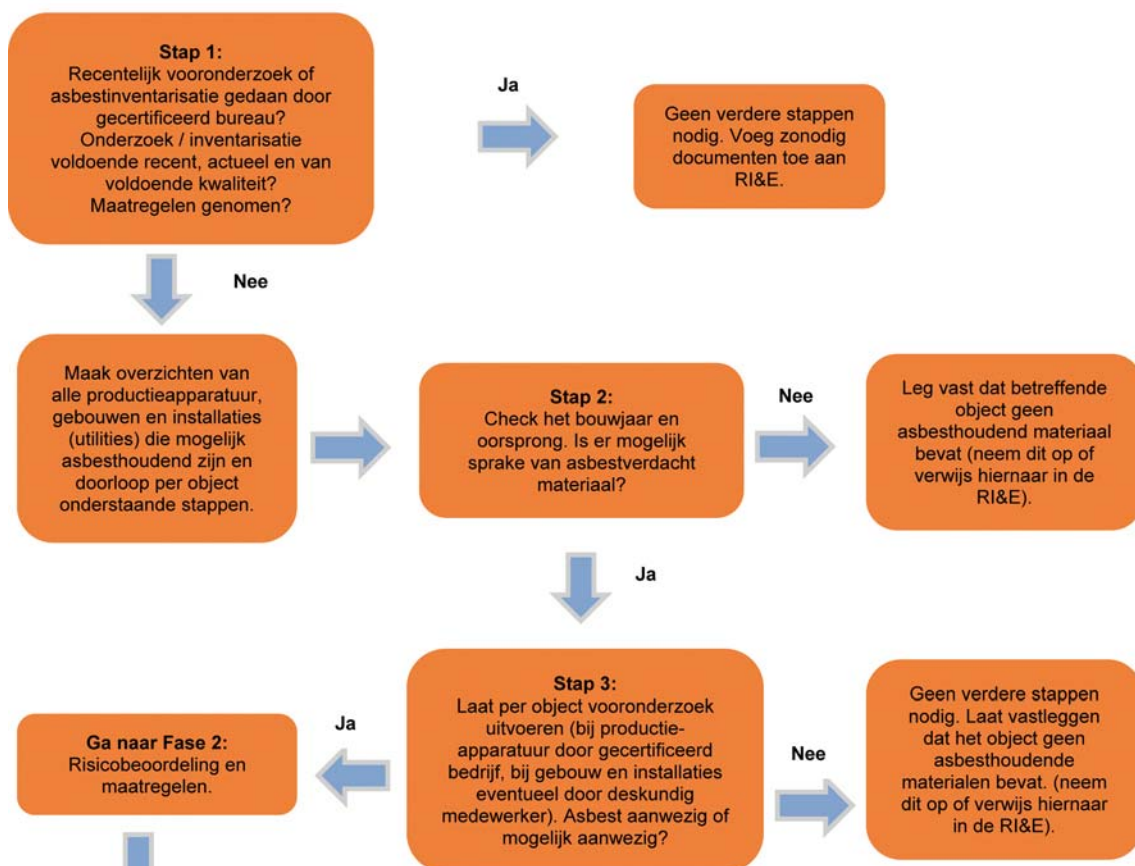 Stap 1:
Recentelijk vooronderzoek of
asbestinventarisatie gedaan door
gecertificeerd bureau?
Onderzoek / inventarisatie
voldoende recent, actueel en van
voldoende kwaliteit?
Maatregelen genomen?
Ja
Geen verdere stappen
nodig. Voeg zonodig
documenten toe aan
RI&E.
Nee
Maak overzichten van
alle productieapparatuur,
gebouwen en installaties
(utilities) die mogelijk
asbesthoudend zijn en
doorloop per object
onderstaande stappen.
Stap 2:
Check het bouwjaar en
oorsprong. Is er mogelijk
sprake van asbestverdacht
materiaal?
Nee
Leg vast dat betreffende
object geen
asbesthoudend materiaal
bevat (neem dit op of
verwijs hiernaar in de
RI&E).
Ja
Stap 3:
Laat per object vooronderzoek
uitvoeren (bij productie-
apparatuur door gecertificeerd
bedrijf, bij gebouw en installaties
eventueel door deskundig
medewerker). Asbest aanwezig of
mogelijk aanwezig?
Ja
Ga naar Fase 2:
Risicobeoordeling en
maatregelen.
Nee
Geen verdere stappen
nodig. Laat vastleggen
dat het object geen
asbesthoudende
materialen bevat. (neem
dit op of verwijs hiernaar
in de RI&E).